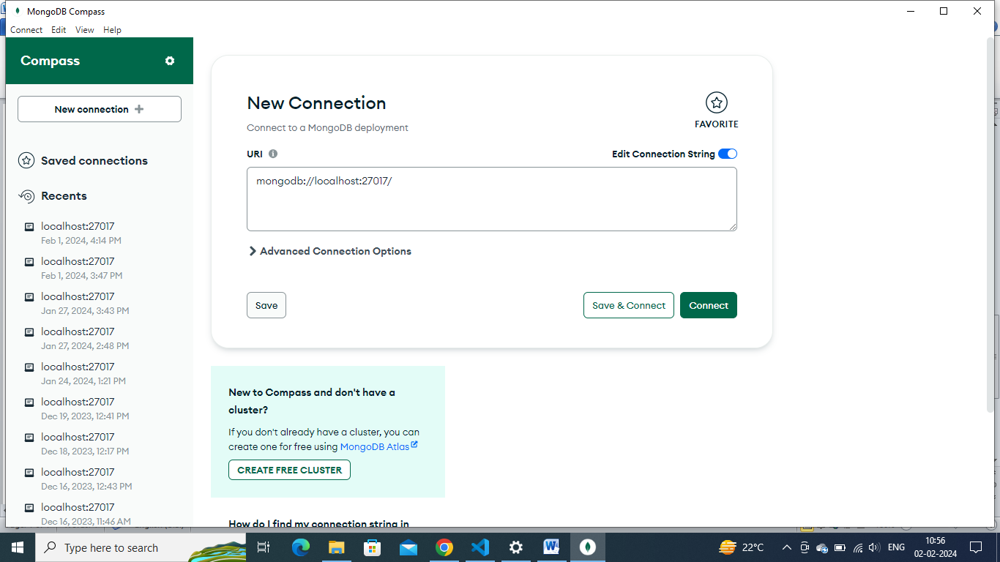 MongoDB Compass
Connect Edit View Help
Compass
New connection
Saved connections
Recents
localhost:27017
Feb 1, 2024, 4:14 PM
localhost:27017
Feb 1, 2024, 3:47 PM
localhost:27017
Jan 27, 2024, 3:43 PM
localhost:27017
Jan 27, 2024, 2:48 PM
localhost:27017
Jan 24, 2024, 1:21 PM
localhost:27017
Dec 19, 2023, 12:41 PM
localhost:27017
Dec 18, 2023, 12:17 PM
localhost:27017
Dec 16, 2023, 12:43 PM
localhost:27017
Dec 16, 2023, 11:46 AM
New Connection
FAVORITE
Connect to a MongoDB deployment
URI
Edit Connection String
mongodb://localhost:27017/
Advanced Connection Options
Save
Save & Connect
Connect
New to Compass and don't have a
cluster?
If you don't already have a cluster, you can
create one for free using MongoDB Atlas
CREATE FREE CLUSTER
How do I find my connection string in
Type here to search
22°C
ENG
10:56
02-02-2024